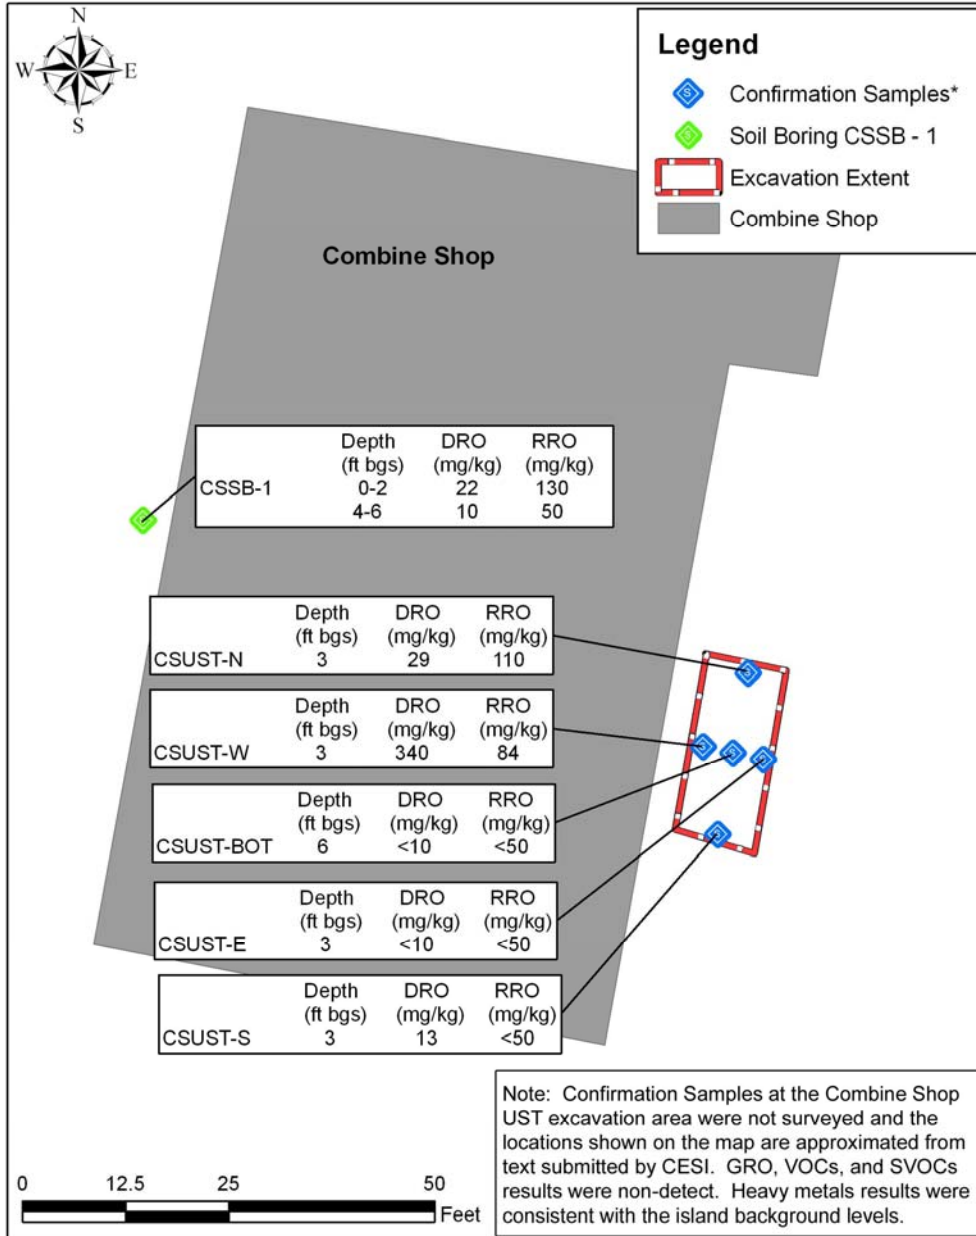 N
W E
S
Legend
Confirmation Samples*
Soil Boring CSSB - 1
Excavation Extent
Combine Shop
Combine Shop
Depth DRO RRO
(ft bgs) (mg/kg) (mg/kg)
CSSB-1 0-2 22 130
4-6 10 50
Depth DRO RRO
(ft bgs) (mg/kg) (mg/kg)
CSUST-N 3 29 110
Depth DRO RRO
(ft bgs) (mg/kg) (mg/kg)
CSUST-W 3 340 84
Depth DRO RRO
(ft bgs) (mg/kg) (mg/kg)
CSUST-BOT 6 <10 <50
Depth DRO RRO
(ft bgs) (mg/kg) (mg/kg)
CSUST-E 3 <10 <50
Depth DRO RRO
(ft bgs) (mg/kg) (mg/kg)
CSUST-S 3 13 <50
Note: Confirmation Samples at the Combine Shop
UST excavation area were not surveyed and the
locations shown on the map are approximated from
text submitted by CESI. GRO, VOCs, and SVOCs
results were non-detect. Heavy metals results were
consistent with the island background levels.
0 12.5 25 50
Feet